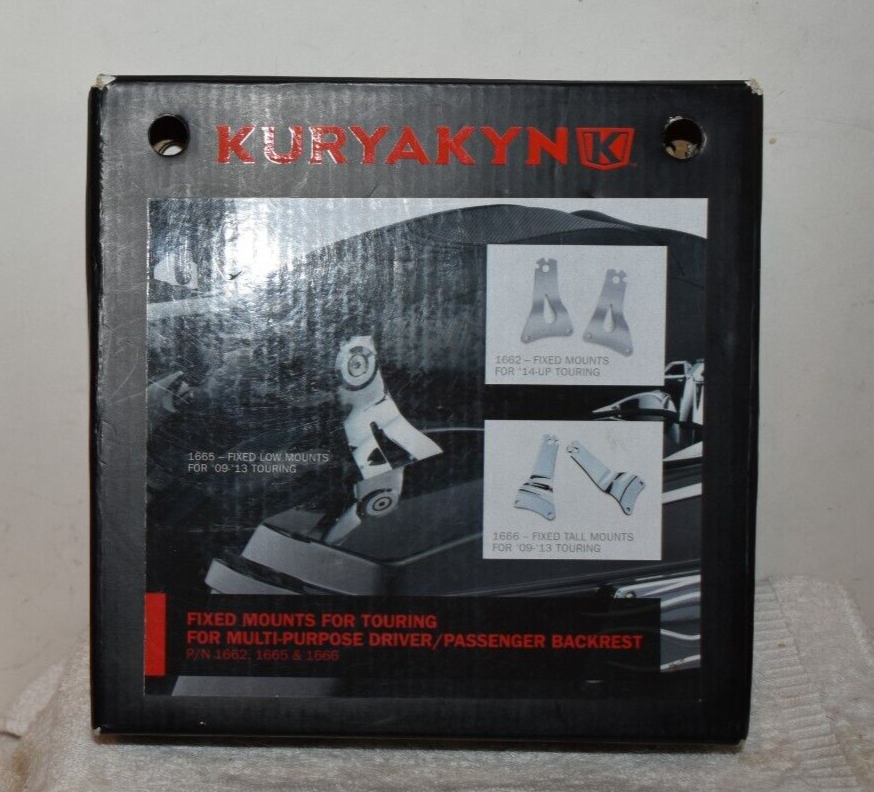 KURYAKYN K
1662 – FIXED MOUNTS
FOR '14-UP TOURING
1665 – FIXED LOW MOUNTS
FOR '09-'13 TOURING
1666 – FIXED TALL MOUNTS
FOR '09-'13 TOURING
FIXED MOUNTS FOR TOURING
FOR MULTI-PURPOSE DRIVER/PASSENGER BACKREST
P/N 1662, 1665 & 1666